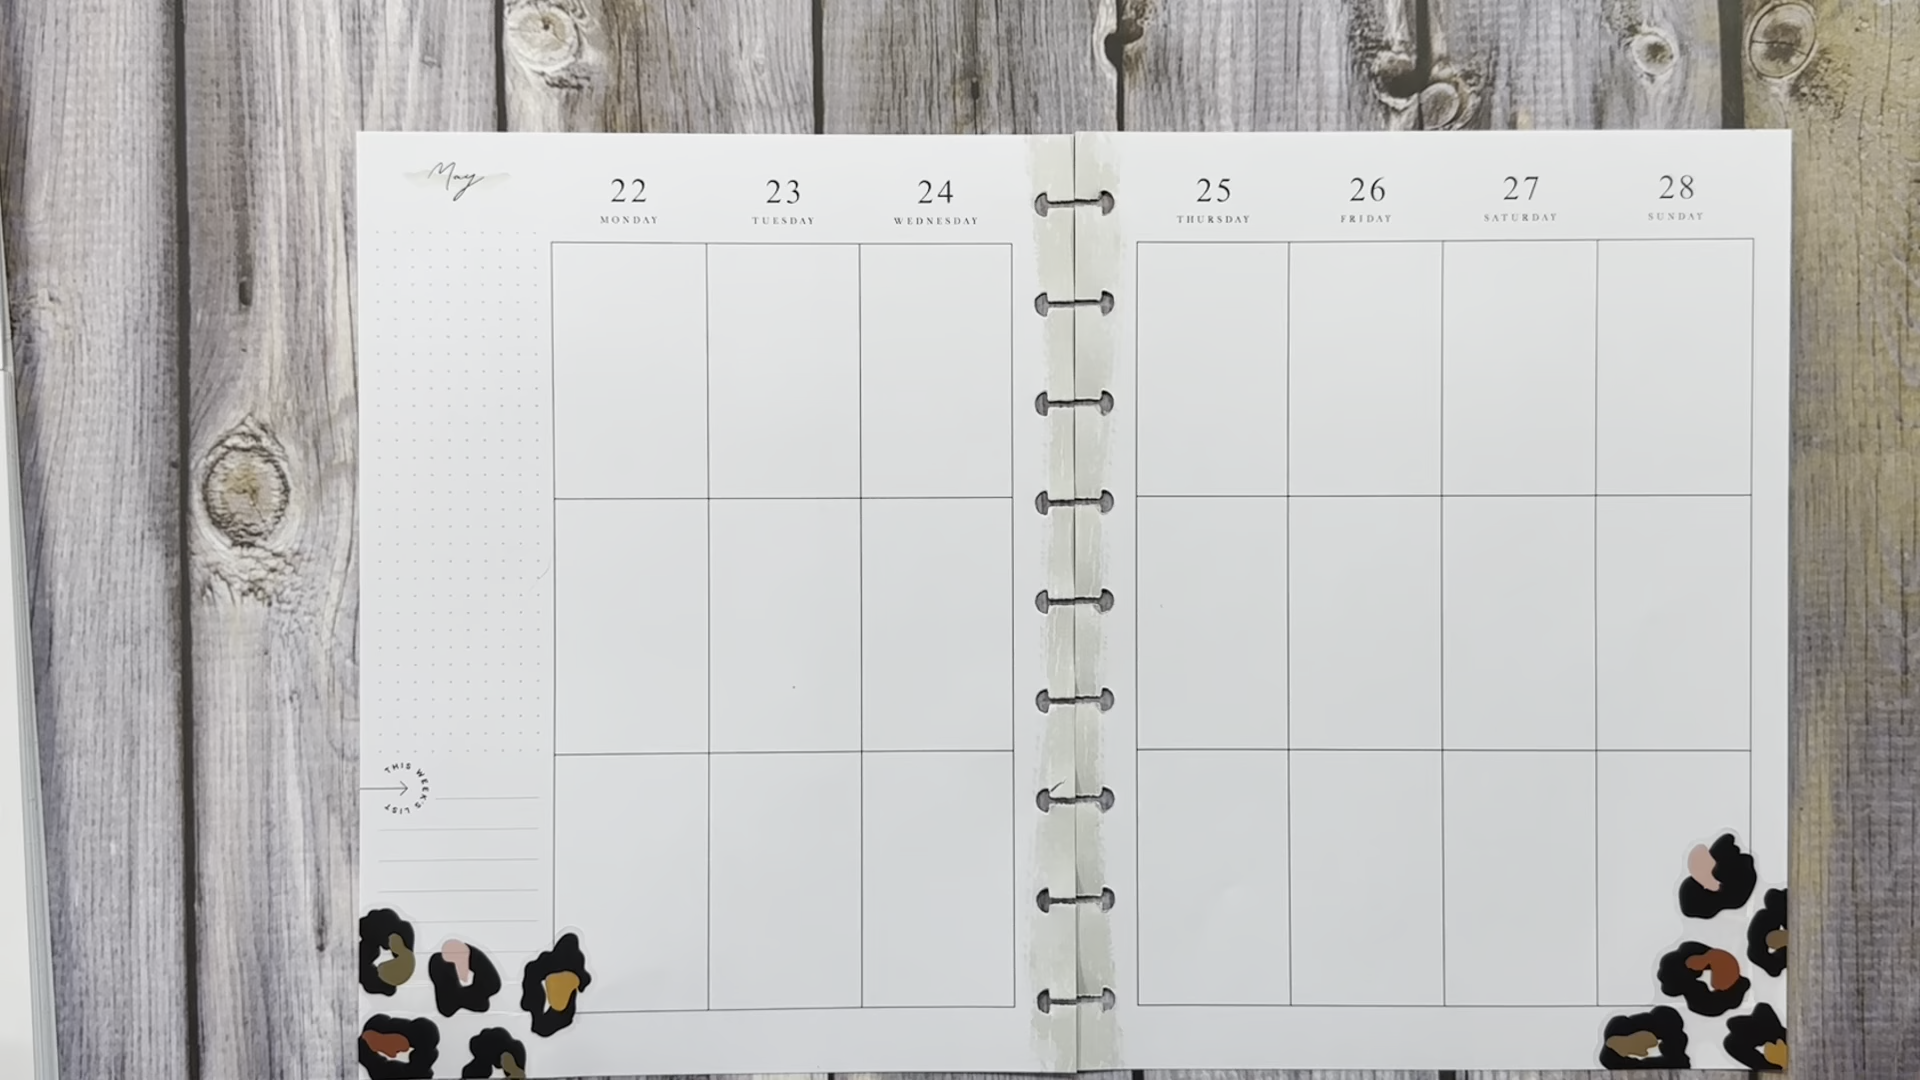 May
22
MONDAY
23
TUESDAY
24
WEDNESDAY
25
THURSDAY
26
FRIDAY
27
SATURDAY
28
SUNDAY
THIS WEEK'S LIST